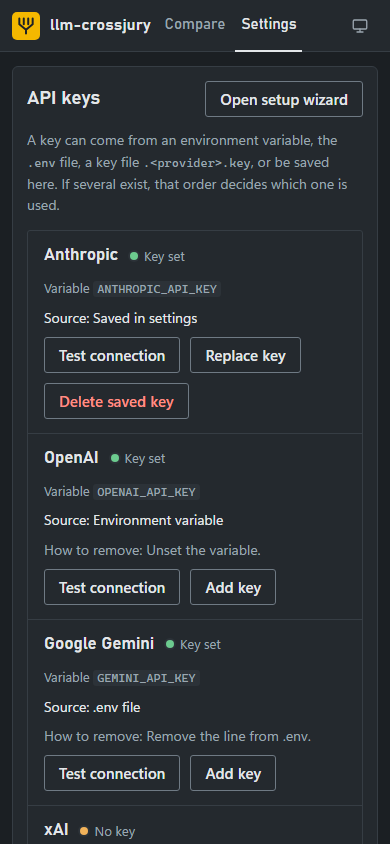 llm-crossjury Compare Settings
API keys Open setup wizard
A key can come from an environment variable, the
.env file, a key file .<provider>.key, or be saved
here. If several exist, that order decides which one is
used.
Anthropic Key set
Variable ANTHROPIC_API_KEY
Source: Saved in settings
Test connection Replace key
Delete saved key
OpenAI Key set
Variable OPENAI_API_KEY
Source: Environment variable
How to remove: Unset the variable.
Test connection Add key
Google Gemini Key set
Variable GEMINI_API_KEY
Source: .env file
How to remove: Remove the line from .env.
Test connection Add key
xAI No key